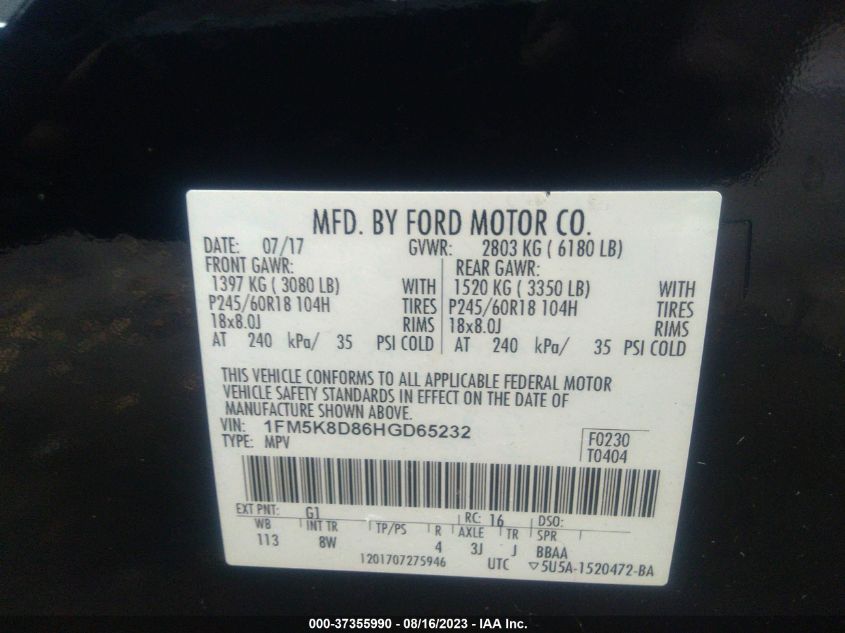 MFD. BY FORD MOTOR CO.
DATE: 07/17 GVWR: 2803 KG ( 6180 LB)
FRONT GAWR: REAR GAWR:
1397 KG ( 3080 LB) WITH 1520 KG ( 3350 LB) WITH
P245/60R18 104H TIRES P245/60R18 104H TIRES
18x8.0J RIMS 18x8.0J RIMS
AT 240 kPa/ 35 PSI COLD AT 240 kPa/ 35 PSI COLD
THIS VEHICLE CONFORMS TO ALL APPLICABLE FEDERAL MOTOR
VEHICLE SAFETY STANDARDS IN EFFECT ON THE DATE OF
MANUFACTURE SHOWN ABOVE.
VIN: 1FM5K8D86HGD65232
TYPE: MPV F0230
T0404
EXT PNT: G1 RC: 16 DSO:
WB INT TR TP/PS R AXLE TR SPR
113 8W 4 3J J BBAA
1201707275946 UTC ▽5U5A-1520472-BA
000-37355990 - 08/16/2023 - IAA Inc.